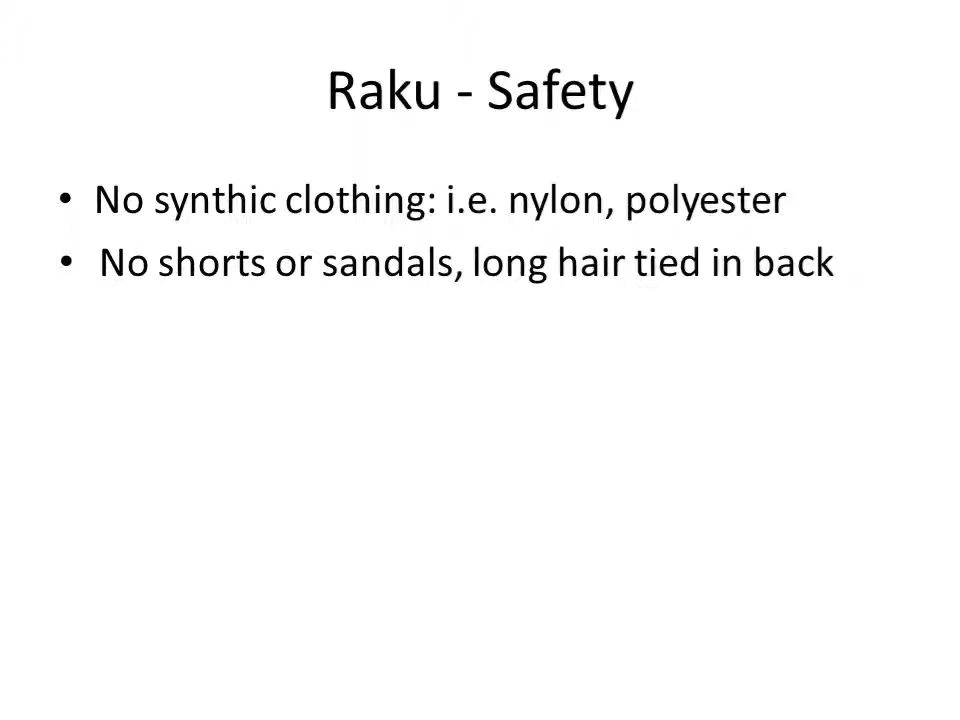 Raku - Safety
• No synthic clothing: i.e. nylon, polyester
• No shorts or sandals, long hair tied in back